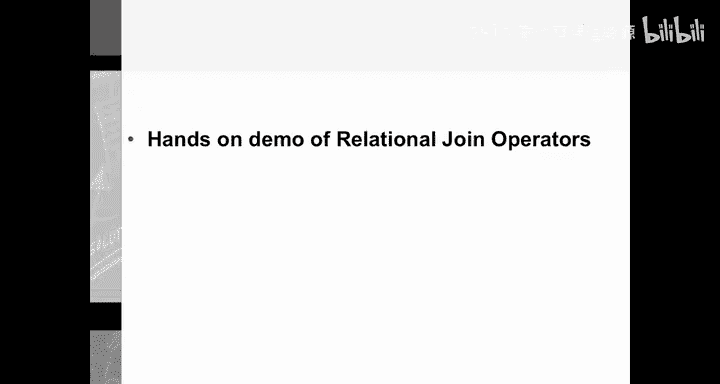 bilibili
• Hands on demo of Relational Join Operators